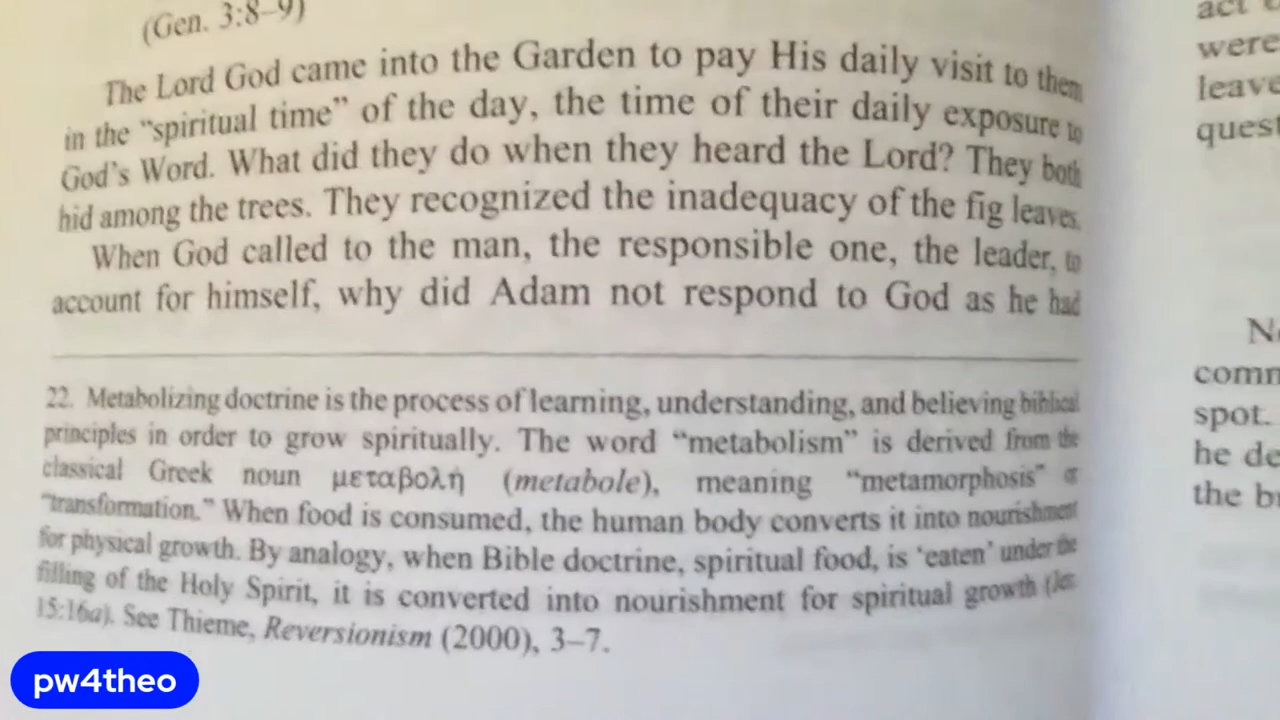 (Gen. 3:8–9)
The Lord God came into the Garden to pay His daily visit to them
in the “spiritual time” of the day, the time of their daily exposure to
God’s Word. What did they do when they heard the Lord? They both
hid among the trees. They recognized the inadequacy of the fig leaves.
When God called to the man, the responsible one, the leader, to
account for himself, why did Adam not respond to God as he had
22. Metabolizing doctrine is the process of learning, understanding, and believing biblical
principles in order to grow spiritually. The word “metabolism” is derived from the
classical Greek noun μεταβολή (metabole), meaning “metamorphosis” or
“transformation.” When food is consumed, the human body converts it into nourishment
for physical growth. By analogy, when Bible doctrine, spiritual food, is ‘eaten’ under the
filling of the Holy Spirit, it is converted into nourishment for spiritual growth (Jer.
15:16a). See Thieme, Reversionism (2000), 3–7.
act
were
leave
quest
comm
spot.
he de
the b
pw4theo